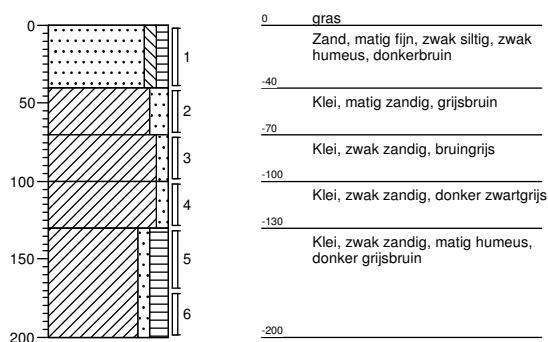 0
50
100
150
200
1
2
3
4
5
6
0
gras
Zand, matig fijn, zwak siltig, zwak
humeus, donkerbruin
-40
Klei, matig zandig, grijsbruin
-70
Klei, zwak zandig, bruingrijs
-100
Klei, zwak zandig, donker zwartgrijs
-130
Klei, zwak zandig, matig humeus,
donker grijsbruin
-200